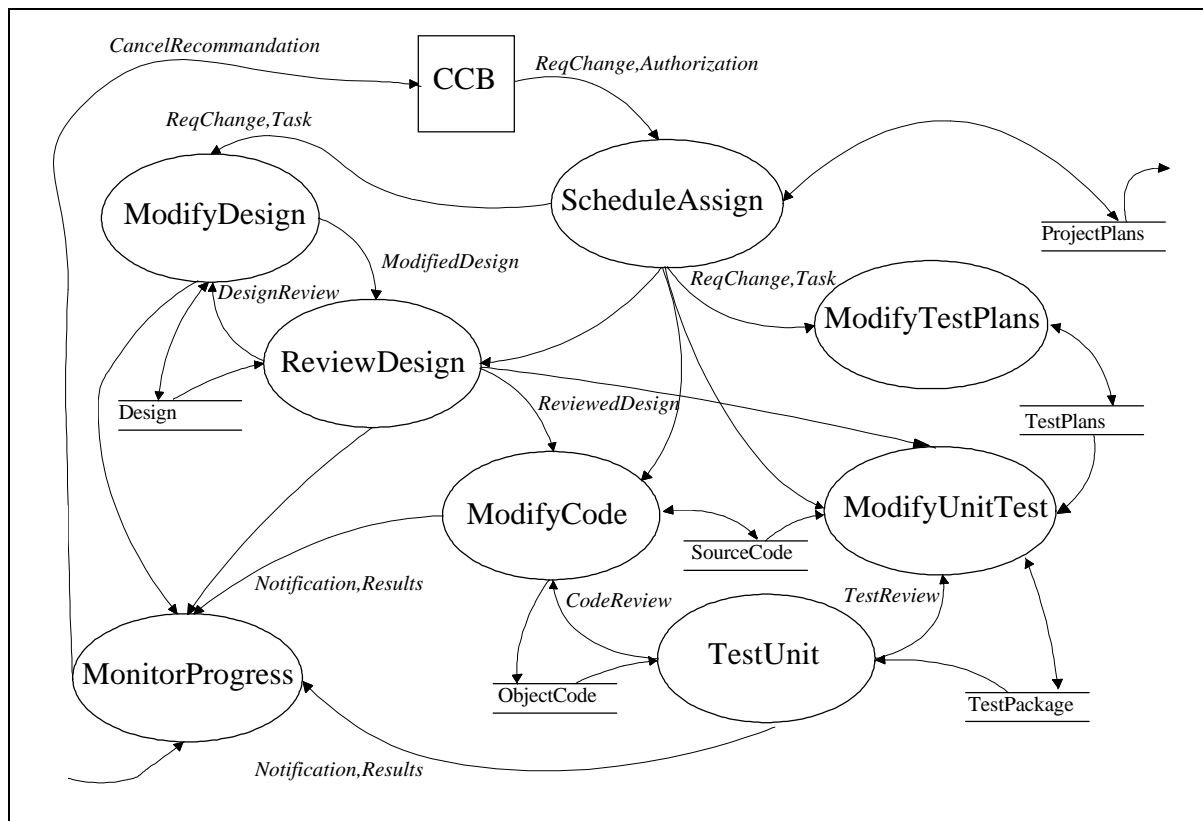 CancelRecommandation
CCB
ReqChange,Authorization
ReqChange,Task
ModifyDesign
ScheduleAssign
ProjectPlans
ModifiedDesign
DesignReview
ReqChange,Task
ModifyTestPlans
ReviewDesign
Design
ReviewedDesign
TestPlans
ModifyCode
ModifyUnitTest
SourceCode
Notification,Results
CodeReview
TestReview
MonitorProgress
TestUnit
ObjectCode
TestPackage
Notification,Results